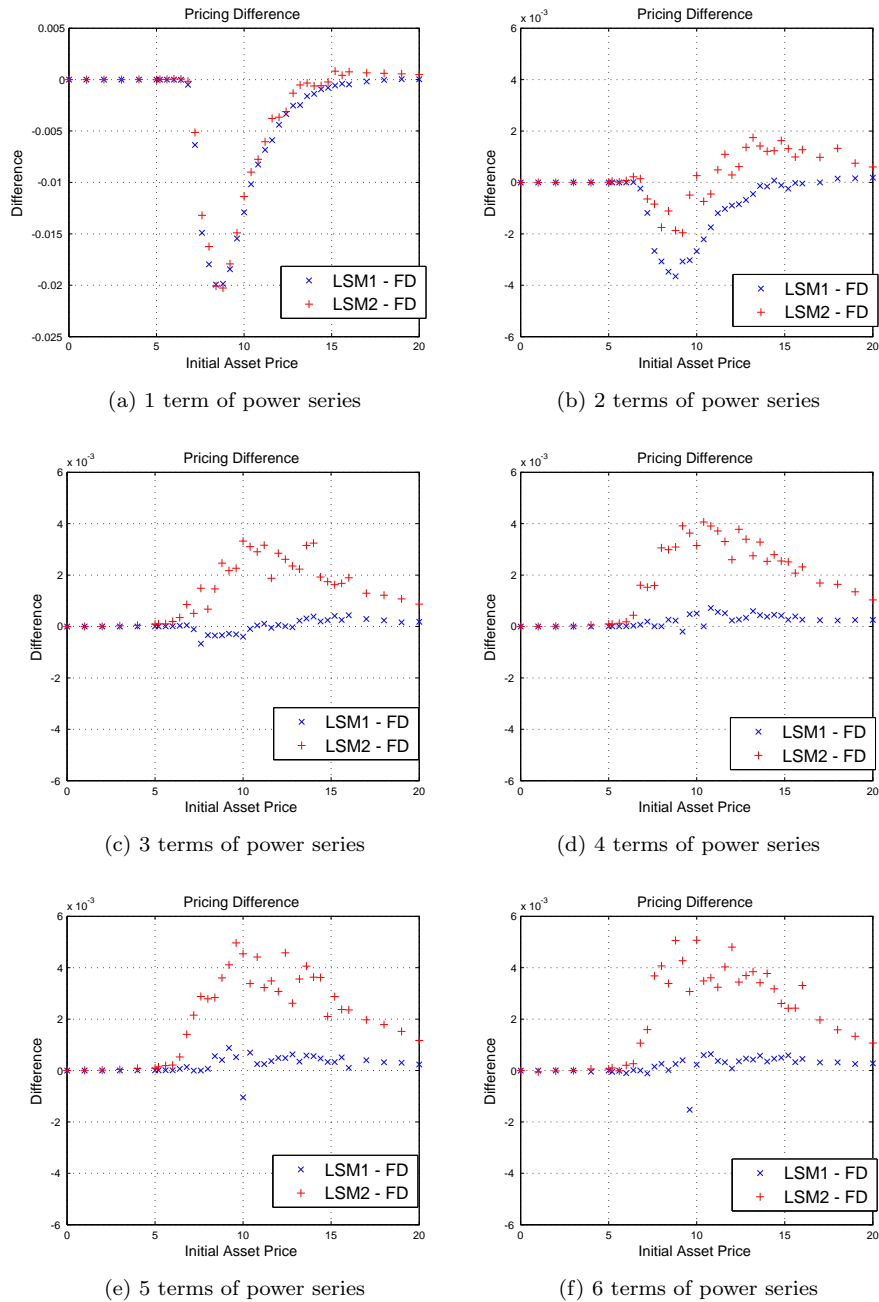 Pricing Difference
Pricing Difference
0.005
0
-0.005
-0.01
-0.015
-0.02
-0.025
Difference
0 5 10 15 20
Initial Asset Price
LSM1 - FD
LSM2 - FD
x 10^-3
6
4
2
0
-2
-4
-6
Difference
0 5 10 15 20
Initial Asset Price
LSM1 - FD
LSM2 - FD
(a) 1 term of power series
(b) 2 terms of power series
Pricing Difference
x 10^-3
6
4
2
0
-2
-4
-6
Difference
0 5 10 15 20
Initial Asset Price
LSM1 - FD
LSM2 - FD
Pricing Difference
x 10^-3
6
4
2
0
-2
-4
-6
Difference
0 5 10 15 20
Initial Asset Price
LSM1 - FD
LSM2 - FD
(c) 3 terms of power series
(d) 4 terms of power series
Pricing Difference
x 10^-3
6
4
2
0
-2
-4
-6
Difference
0 5 10 15 20
Initial Asset Price
LSM1 - FD
LSM2 - FD
Pricing Difference
x 10^-3
6
4
2
0
-2
-4
-6
Difference
0 5 10 15 20
Initial Asset Price
LSM1 - FD
LSM2 - FD
(e) 5 terms of power series
(f) 6 terms of power series